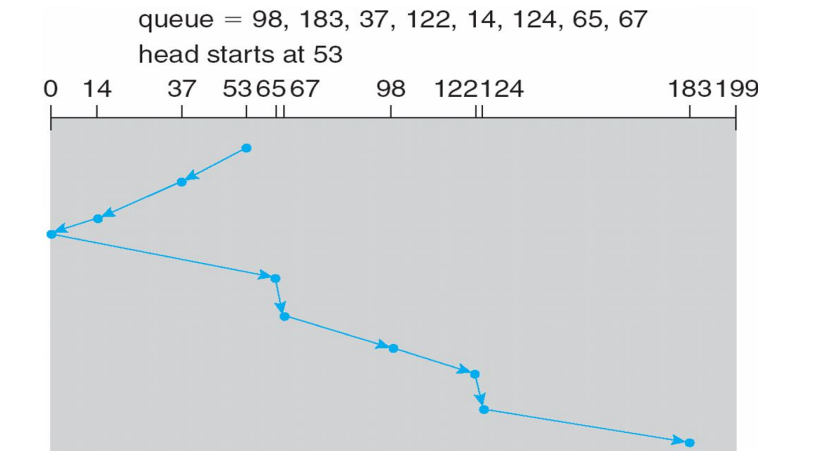 queue = 98, 183, 37, 122, 14, 124, 65, 67
head starts at 53
0 14 37 53 65 67 98 122 124 183 199